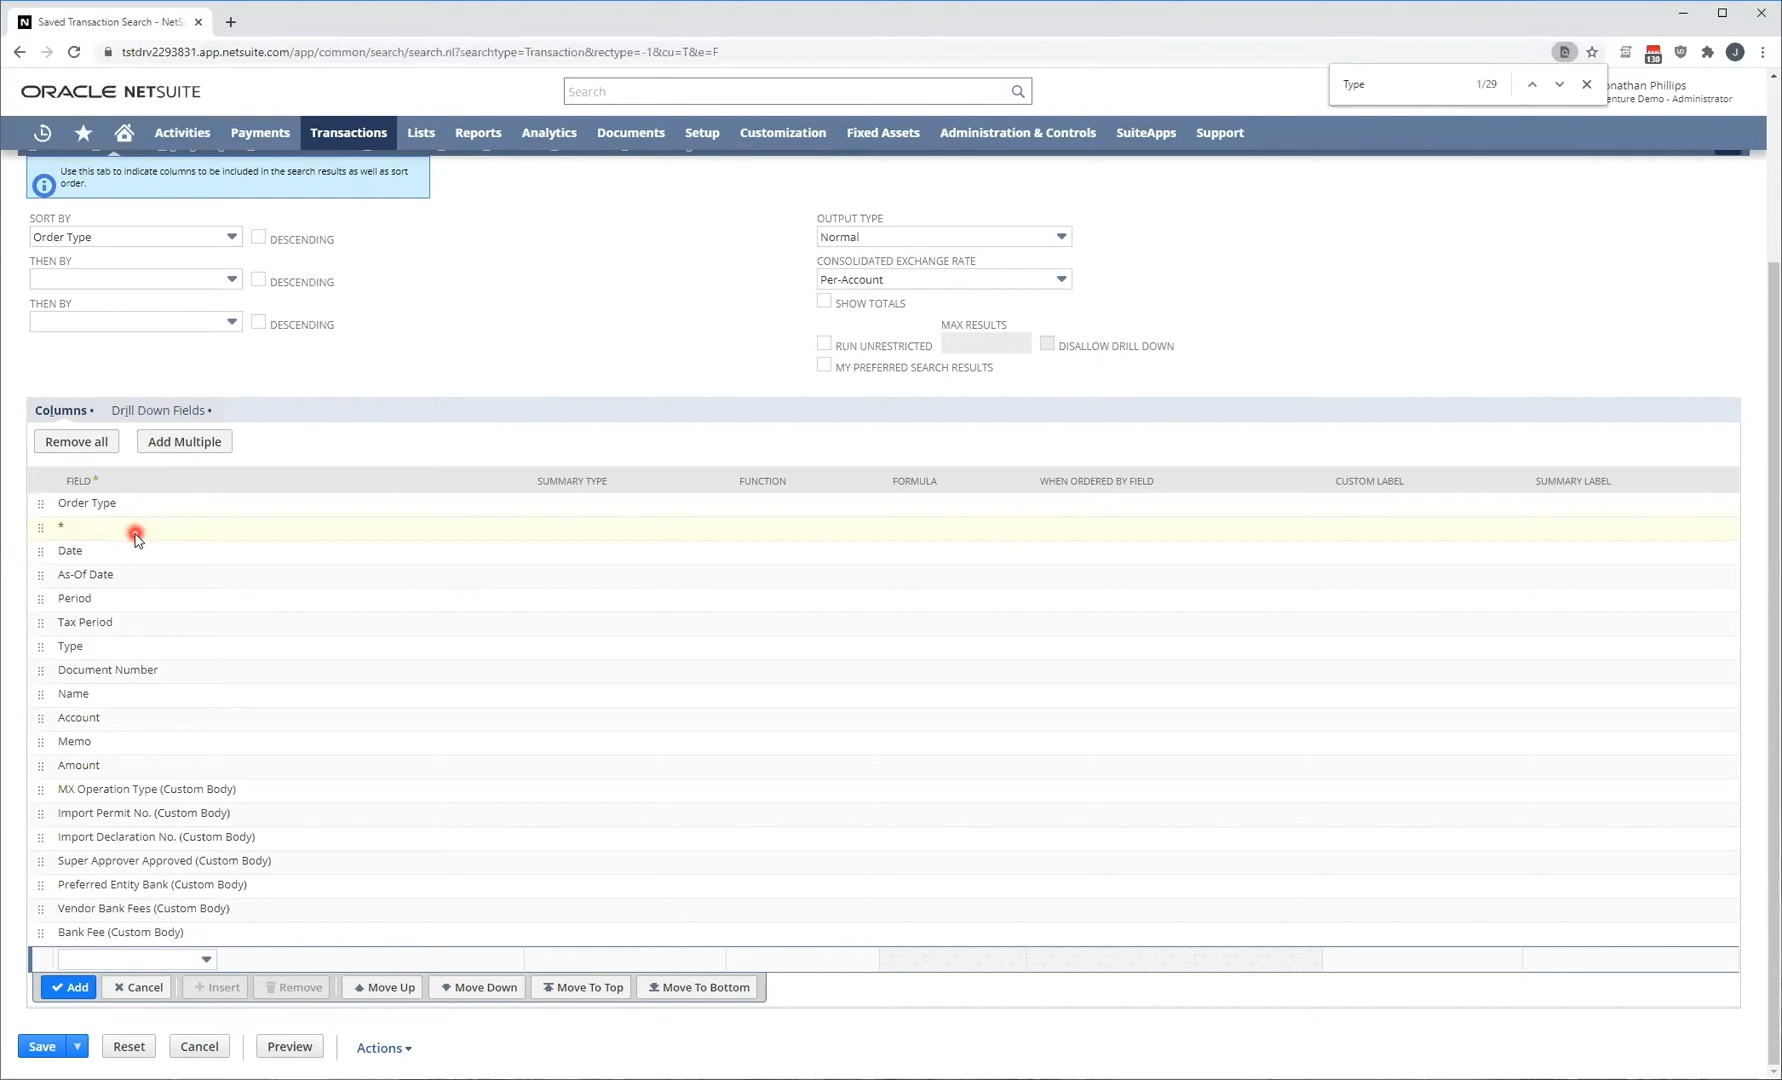 Saved Transaction Search - NetS
tstdrv2293831.app.netsuite.com/app/common/search/search.nl?searchtype=Transaction&rectype=-1&cu=T&e=F
130
J
Type 1/29
ORACLE NETSUITE
Search
onathan Phillips
enture Demo - Administrator
Activities Payments Transactions Lists Reports Analytics Documents Setup Customization Fixed Assets Administration & Controls SuiteApps Support
Use this tab to indicate columns to be included in the search results as well as sort
order.
SORT BY
Order Type
DESCENDING
THEN BY
DESCENDING
THEN BY
DESCENDING
OUTPUT TYPE
Normal
CONSOLIDATED EXCHANGE RATE
Per-Account
SHOW TOTALS
MAX RESULTS
RUN UNRESTRICTED
DISALLOW DRILL DOWN
MY PREFERRED SEARCH RESULTS
Columns • Drill Down Fields •
Remove all Add Multiple
FIELD * SUMMARY TYPE FUNCTION FORMULA WHEN ORDERED BY FIELD CUSTOM LABEL SUMMARY LABEL
Order Type
*
Date
As-Of Date
Period
Tax Period
Type
Document Number
Name
Account
Memo
Amount
MX Operation Type (Custom Body)
Import Permit No. (Custom Body)
Import Declaration No. (Custom Body)
Super Approver Approved (Custom Body)
Preferred Entity Bank (Custom Body)
Vendor Bank Fees (Custom Body)
Bank Fee (Custom Body)
Add Cancel + Insert Remove Move Up Move Down Move To Top Move To Bottom
Save Reset Cancel Preview Actions